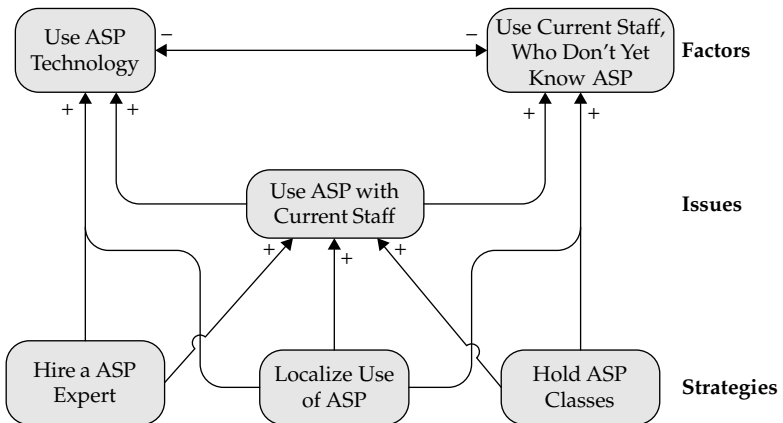 Use ASP
Technology
–
–
Use Current Staff,
Who Don't Yet
Know ASP
Factors
+
+
+
+
Use ASP with
Current Staff
Issues
+
+
+
Hire a ASP
Expert
Localize Use
of ASP
Hold ASP
Classes
Strategies